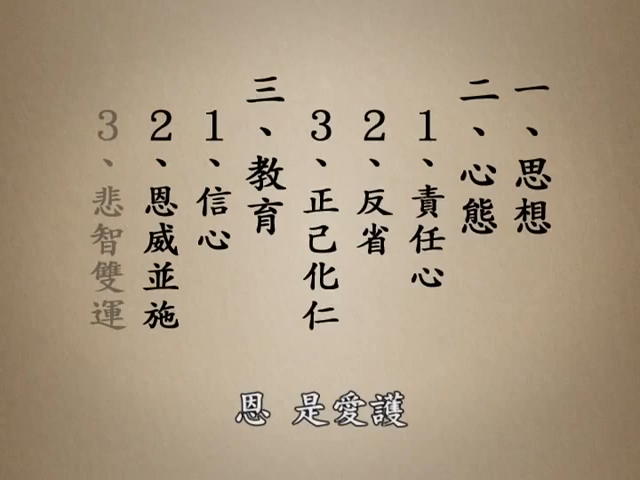 一、思想
二、心態
1、責任心
2、反省
3、正己化仁
三、教育
1、信心
2、恩威並施
3、悲智雙運
恩 是愛護